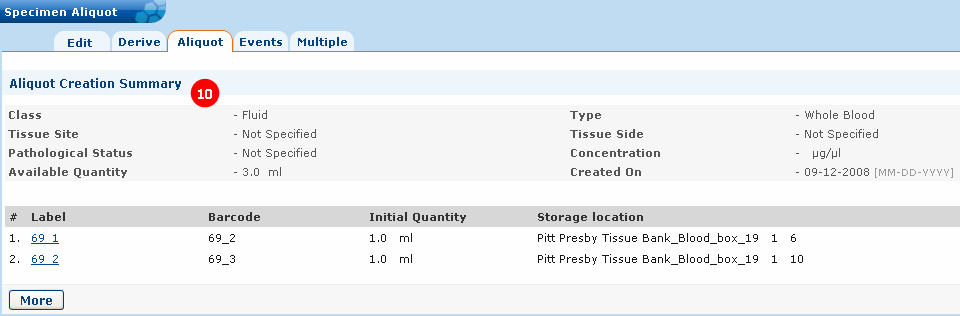 Specimen Aliquot
Edit Derive Aliquot Events Multiple
Aliquot Creation Summary 10
Class - Fluid Type - Whole Blood
Tissue Site - Not Specified Tissue Side - Not Specified
Pathological Status - Not Specified Concentration - µg/µl
Available Quantity - 3.0 ml Created On - 09-12-2008 [MM-DD-YYYY]
# Label Barcode Initial Quantity Storage location
1. 69_1 69_2 1.0 ml Pitt Presby Tissue Bank_Blood_box_19 1 6
2. 69_2 69_3 1.0 ml Pitt Presby Tissue Bank_Blood_box_19 1 10
More